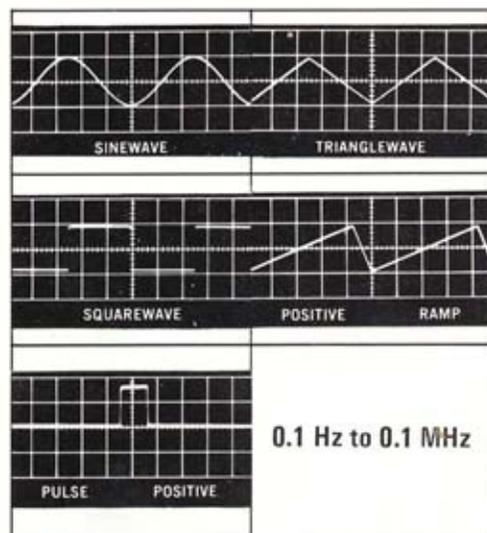 SINEWAVE
TRIANGLEWAVE
SQUAREWAVE
POSITIVE RAMP
PULSE POSITIVE
0.1 Hz to 0.1 MHz